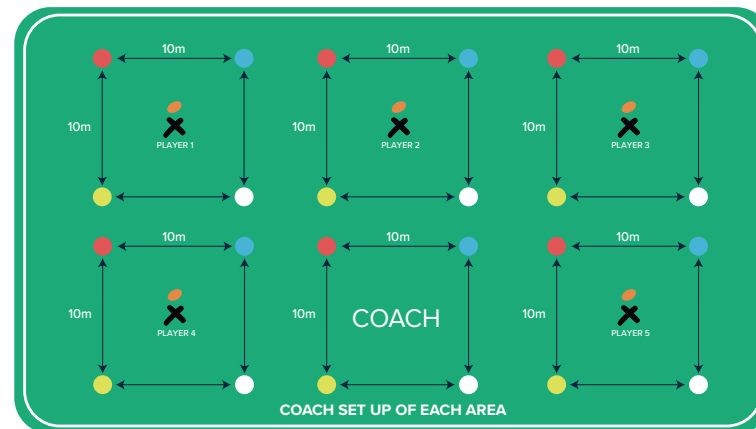 10m
10m
10m
10m
10m
10m
PLAYER 1
PLAYER 2
PLAYER 3
10m
10m
10m
10m
10m
10m
COACH
PLAYER 4
PLAYER 5
COACH SET UP OF EACH AREA